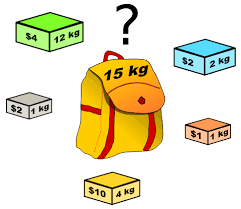 ?
$4 12 kg
15 kg
$2 2 kg
$2 1 kg
$1 1 kg
$10 4 kg